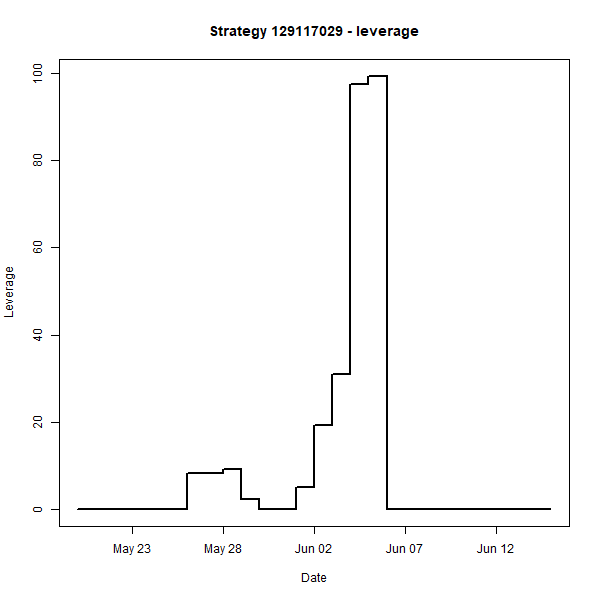 Strategy 129117029 - leverage
Leverage
100
80
60
40
20
0
May 23
May 28
Jun 02
Jun 07
Jun 12
Date